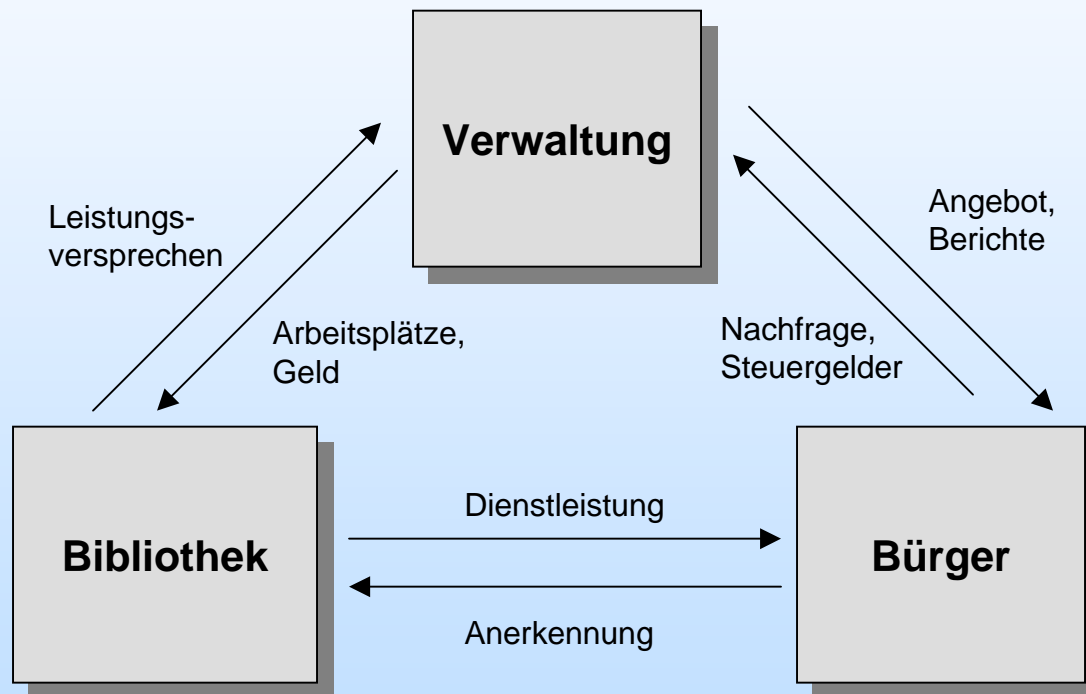 Verwaltung
Leistungs-
versprechen
Angebot,
Berichte
Arbeitsplätze,
Geld
Nachfrage,
Steuergelder
Bibliothek
Dienstleistung
Anerkennung
Bürger